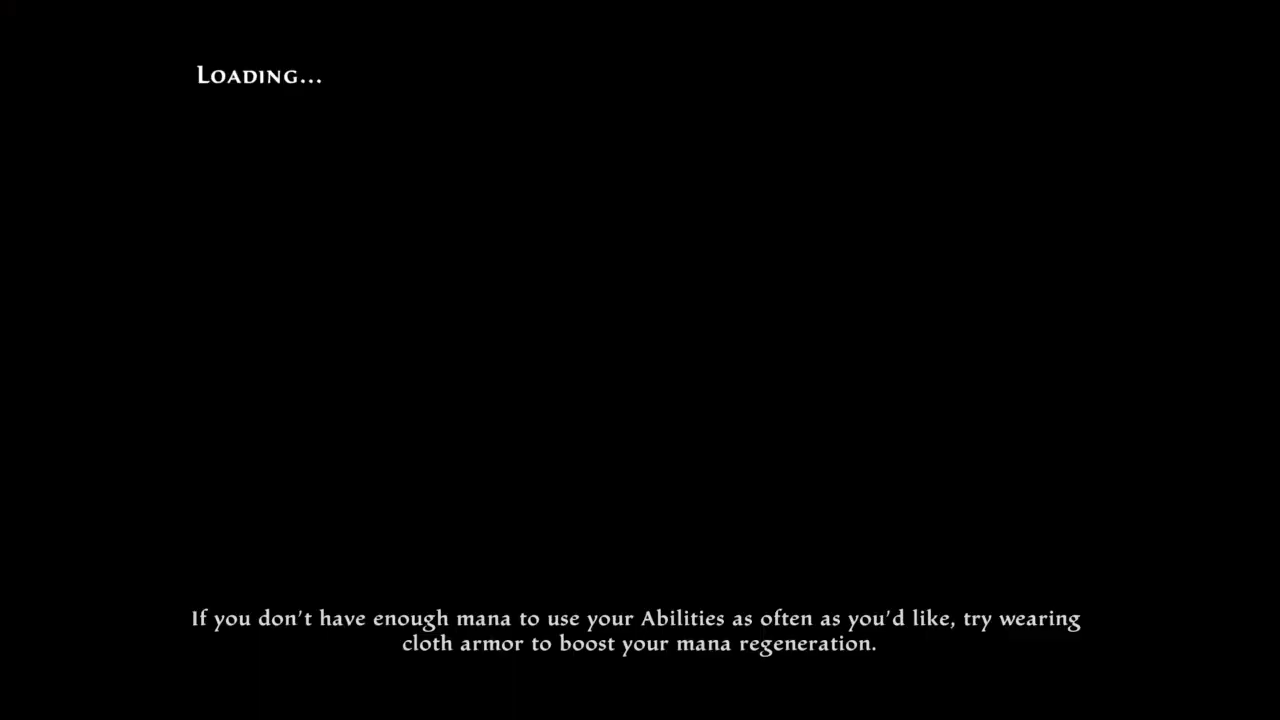 Loading...
If you don't have enough mana to use your Abilities as often as you'd like, try wearing
cloth armor to boost your mana regeneration.